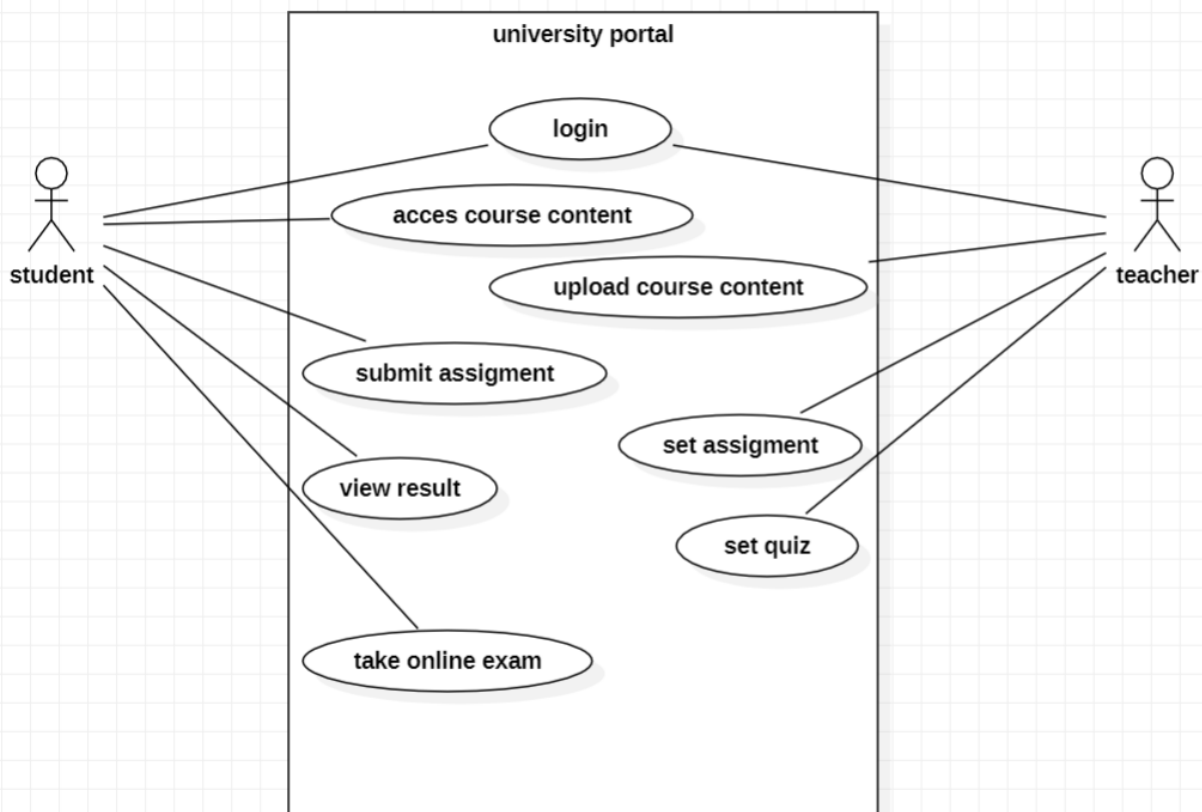 university portal
login
acces course content
student
teacher
upload course content
submit assigment
set assigment
view result
set quiz
take online exam